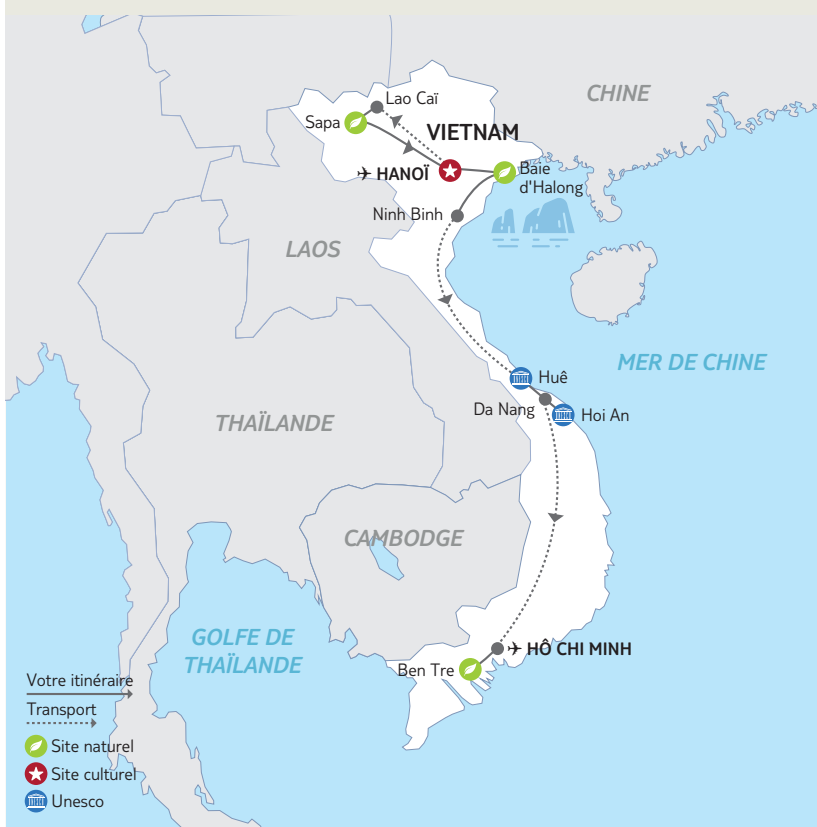 CHINE
Lao Caï
Sapa
VIETNAM
HANOÏ
Baie
d'Halong
Ninh Binh
LAOS
MER DE CHINE
Huê
Da Nang
Hoi An
THAÏLANDE
CAMBODGE
GOLFE DE
THAÏLANDE
HÔ CHI MINH
Ben Tre
Votre itinéraire
Transport
Site naturel
Site culturel
Unesco